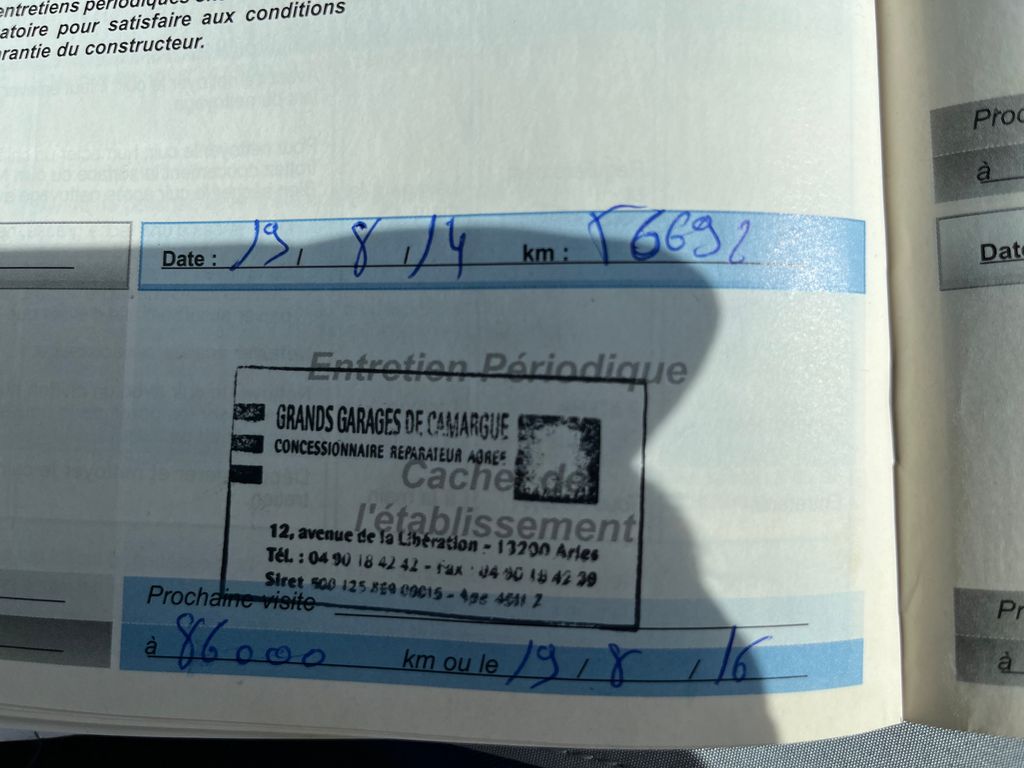 entretiens périodiques
atoire pour satisfaire aux conditions
arantie du constructeur.
Date : 19 / 8 / 14 km : 56692
Entretien Périodique
GRANDS GARAGES DE CAMARGUE
CONCESSIONNAIRE REPARATEUR AGREE
Cachet de
l'établissement
12, avenue de la Libération - 13200 Arles
Tél. : 04 90 18 42 42 - Fax : 04 90 18 42 39
Siret 500 125 869 00015 - Ape
Prochaine visite
à 86000 km ou le 19 / 8 / 16
Proc
à
Date
Pr
à